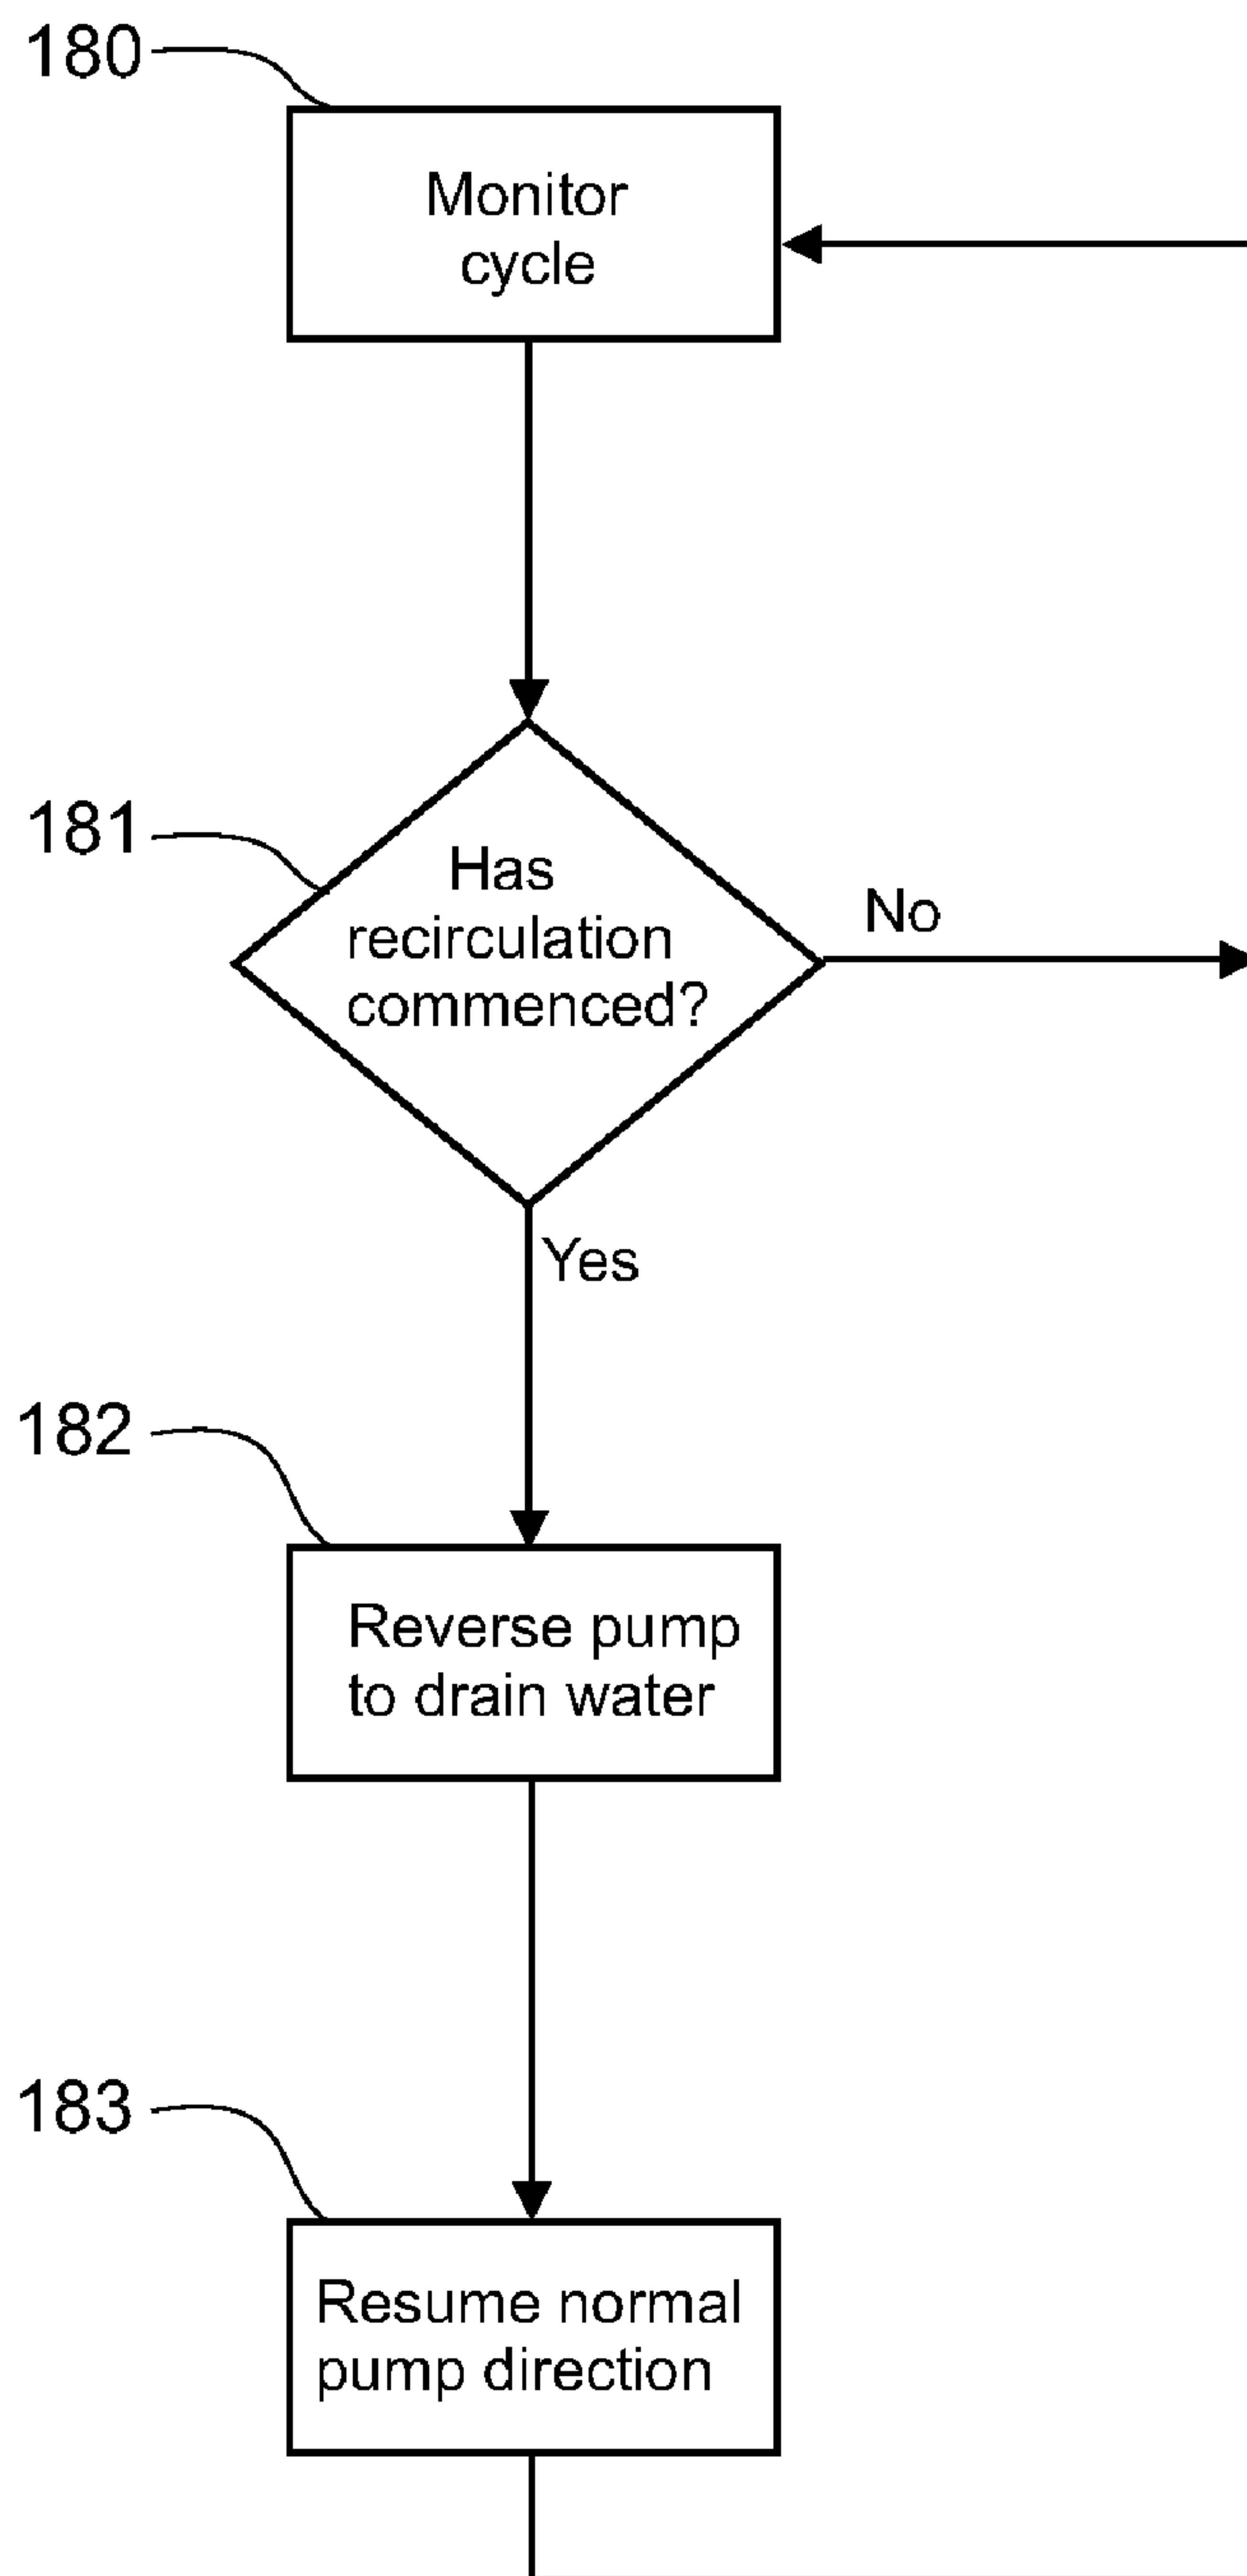 180
Monitor
cycle
181
Has
recirculation
commenced?
No
Yes
182
Reverse pump
to drain water
183
Resume normal
pump direction